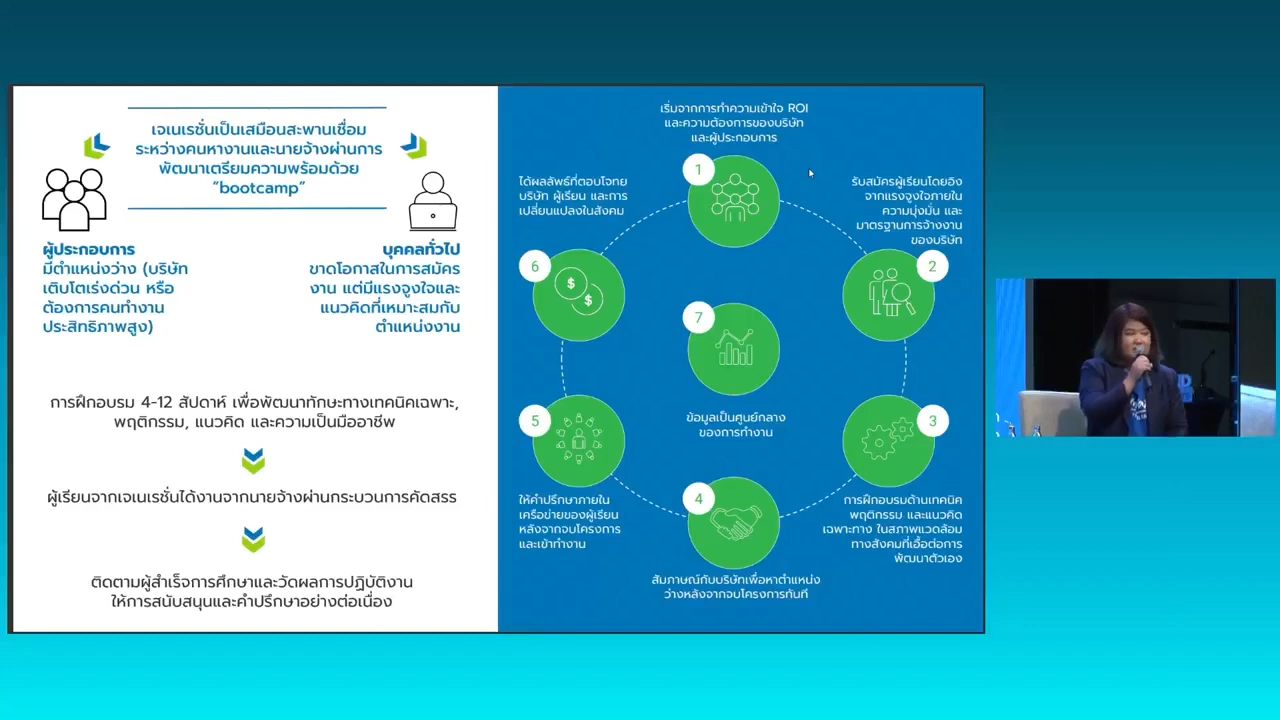 เจเนเรชั่นเป็นเสมือนสะพานเชื่อม
ระหว่างคนหางานและนายจ้างผ่านการ
พัฒนาเตรียมความพร้อมด้วย
“bootcamp”
ผู้ประกอบการ
มีตำแหน่งว่าง (บริษัท
เติบโตเร่งด่วน หรือ
ต้องการคนทำงาน
ประสิทธิภาพสูง)
บุคคลทั่วไป
ขาดโอกาสในการสมัคร
งาน แต่มีแรงจูงใจและ
แนวคิดที่เหมาะสมกับ
ตำแหน่งงาน
การฝึกอบรม 4-12 สัปดาห์ เพื่อพัฒนาทักษะทางเทคนิคเฉพาะ,
พฤติกรรม, แนวคิด และความเป็นมืออาชีพ
ผู้เรียนจากเจเนเรชั่นได้งานจากนายจ้างผ่านกระบวนการคัดสรร
ติดตามผู้สำเร็จการศึกษาและวัดผลการปฏิบัติงาน
ให้การสนับสนุนและคำปรึกษาอย่างต่อเนื่อง
เริ่มจากการทำความเข้าใจ ROI
และความต้องการของบริษัท
และผู้ประกอบการ
1
รับสมัครผู้เรียนโดยอิง
จากแรงจูงใจภายใน
ความมุ่งมั่น และ
มาตรฐานการจ้างงาน
ของบริษัท
2
3
การฝึกอบรมด้านเทคนิค
พฤติกรรม และแนวคิด
เฉพาะทาง ในสภาพแวดล้อม
ทางสังคมที่เอื้อต่อการ
พัฒนาตัวเอง
4
สัมภาษณ์กับบริษัทเพื่อหาตำแหน่ง
ว่างหลังจากจบโครงการทันที
5
ให้คำปรึกษาภายใน
เครือข่ายของผู้เรียน
หลังจากจบโครงการ
และเข้าทำงาน
ได้ผลลัพธ์ที่ตอบโจทย
บริษัท ผู้เรียน และการ
เปลี่ยนแปลงในสังคม
6
$
$
7
ข้อมูลเป็นศูนย์กลาง
ของการทำงาน